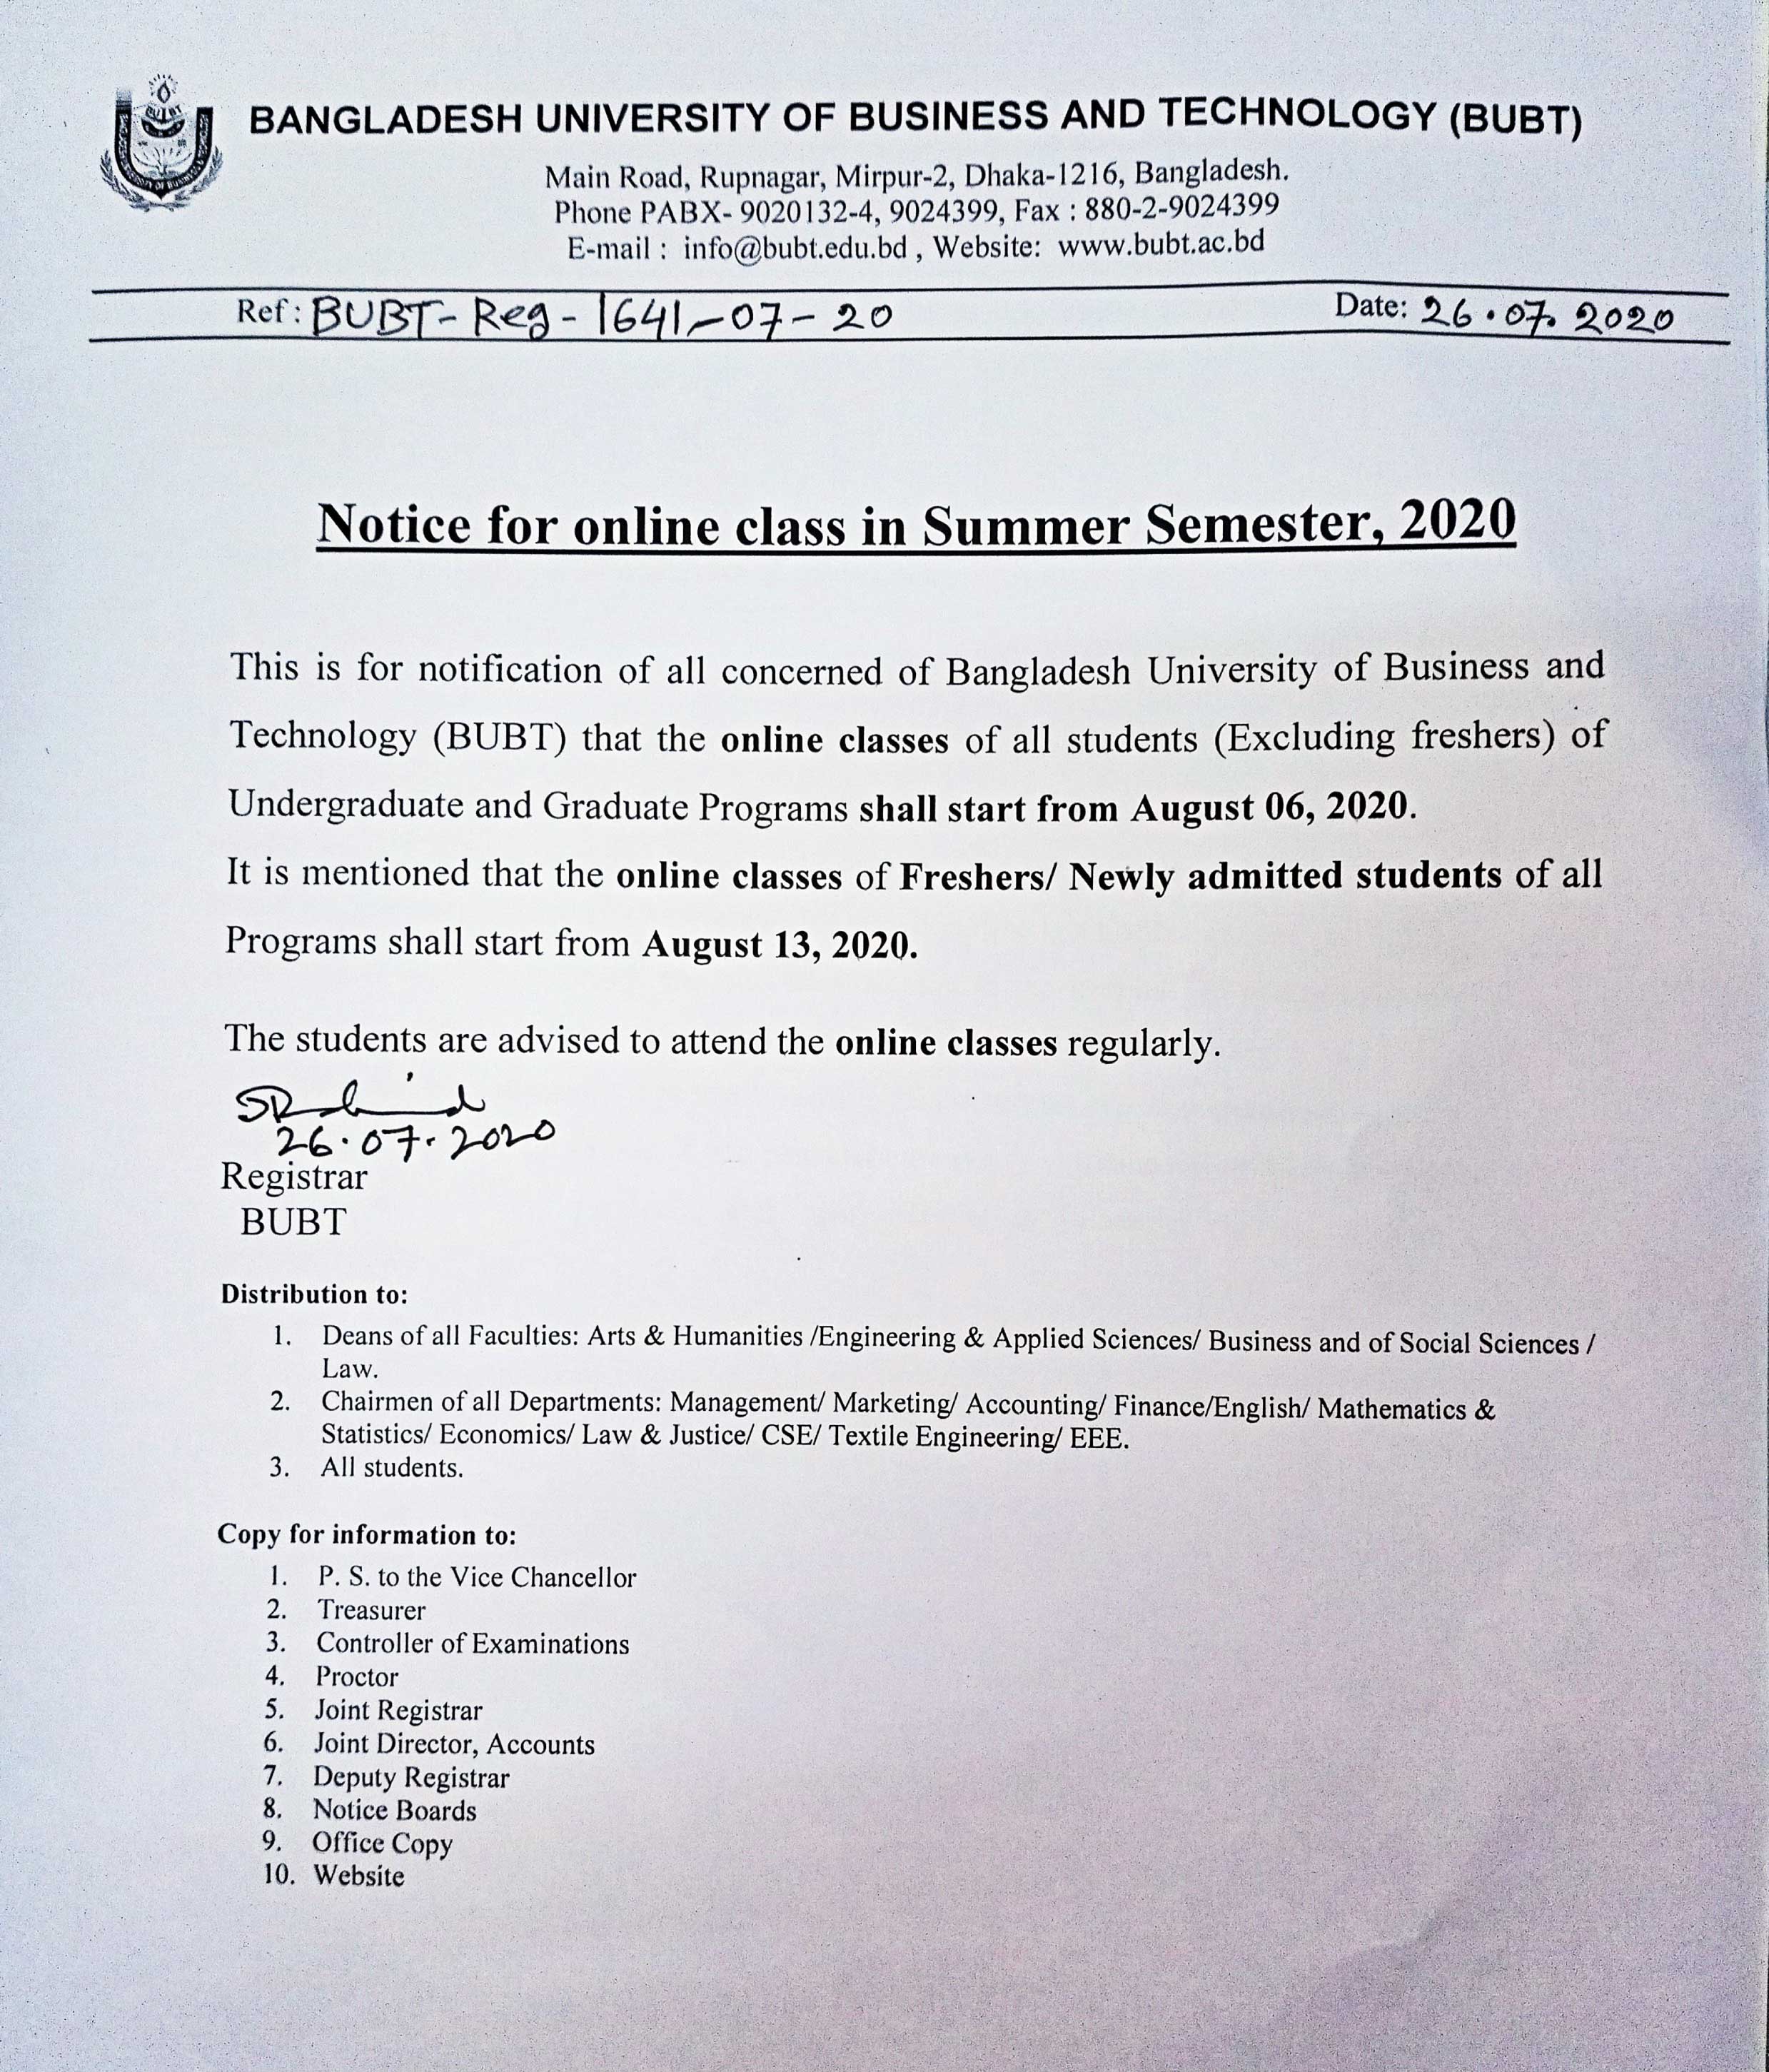 BUBT
BANGLADESH UNIVERSITY OF BUSINESS AND TECHNOLOGY (BUBT)
Main Road, Rupnagar, Mirpur-2, Dhaka-1216, Bangladesh.
Phone PABX- 9020132-4, 9024399, Fax : 880-2-9024399
E-mail : info@bubt.edu.bd , Website: www.bubt.ac.bd
Ref: BUBT-Reg-1641-07-20 Date: 26.07.2020
Notice for online class in Summer Semester, 2020
This is for notification of all concerned of Bangladesh University of Business and
Technology (BUBT) that the online classes of all students (Excluding freshers) of
Undergraduate and Graduate Programs shall start from August 06, 2020.
It is mentioned that the online classes of Freshers/ Newly admitted students of all
Programs shall start from August 13, 2020.
The students are advised to attend the online classes regularly.
26.07.2020
Registrar
BUBT
Distribution to:
1. Deans of all Faculties: Arts & Humanities /Engineering & Applied Sciences/ Business and of Social Sciences /
Law.
2. Chairmen of all Departments: Management/ Marketing/ Accounting/ Finance/English/ Mathematics &
Statistics/ Economics/ Law & Justice/ CSE/ Textile Engineering/ EEE.
3. All students.
Copy for information to:
1. P. S. to the Vice Chancellor
2. Treasurer
3. Controller of Examinations
4. Proctor
5. Joint Registrar
6. Joint Director, Accounts
7. Deputy Registrar
8. Notice Boards
9. Office Copy
10. Website